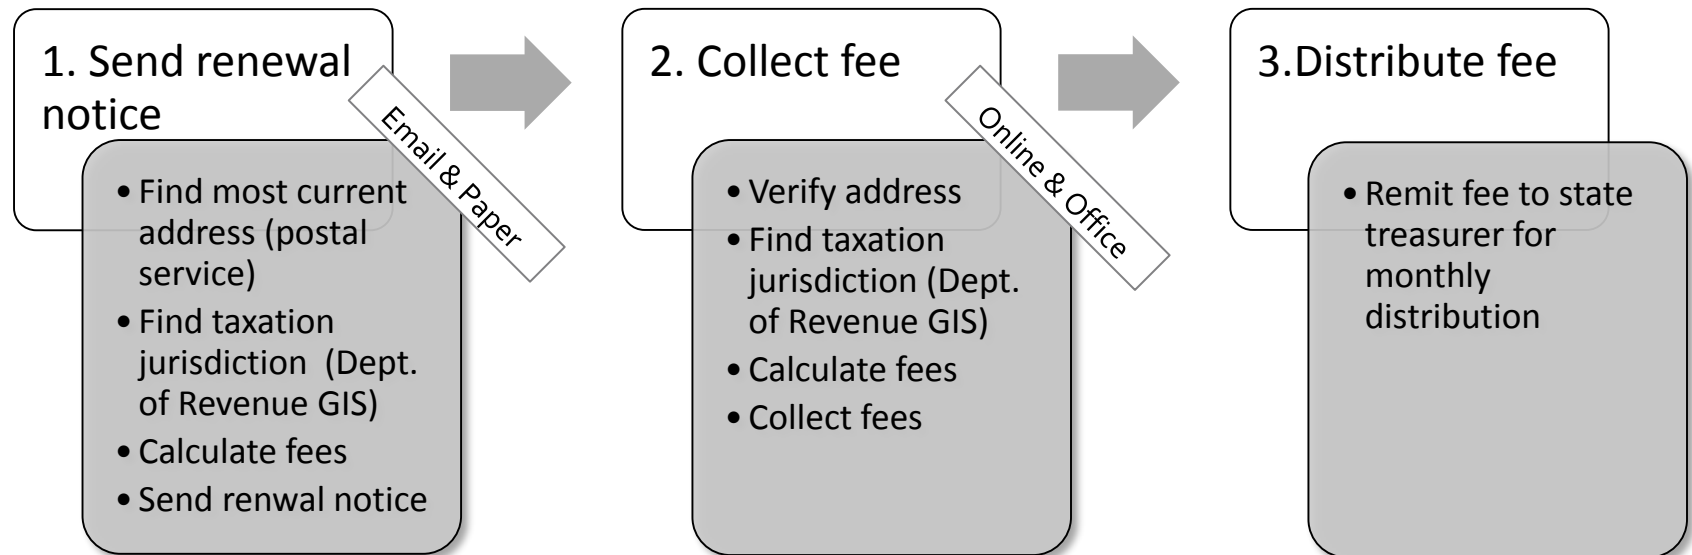 1. Send renewal
notice
Email & Paper
• Find most current
address (postal
service)
• Find taxation
jurisdiction (Dept.
of Revenue GIS)
• Calculate fees
• Send renwal notice
2. Collect fee
Online & Office
• Verify address
• Find taxation
jurisdiction (Dept.
of Revenue GIS)
• Calculate fees
• Collect fees
3.Distribute fee
• Remit fee to state
treasurer for
monthly
distribution